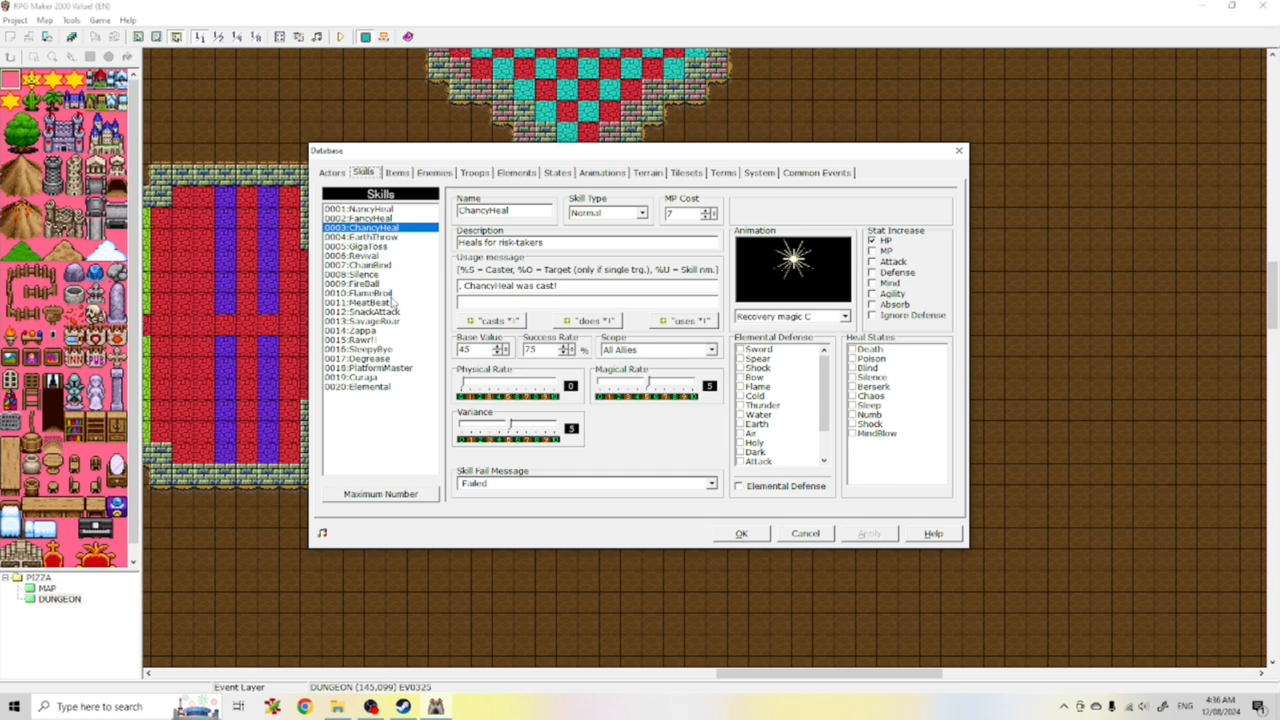 RPG Maker 2000 Value! (EN)
Project Map Tools Game Help
Database
Actors Skills Items Enemies Troops Elements States Animations Terrain Tilesets Terms System Common Events
Skills
0001:NancyHeal
0002:FancyHeal
0003:ChancyHeal
0004:EarthThrow
0005:GigaToss
0006:Revival
0007:ChainBind
0008:Silence
0009:FireBall
0010:FlameBroil
0011:MeatBeat
0012:SnackAttack
0013:SavageRoar
0014:Zappa
0015:Rawr!!
0016:SleepyBye
0017:Degrease
0018:PlatformMaster
0019:Curaja
0020:Elemental
Maximum Number
Name
ChancyHeal
Skill Type
Normal
MP Cost
7
Description
Heals for risk-takers
Usage message
[%S = Caster, %O = Target (only if single trg.), %U = Skill nm.]
, ChancyHeal was cast!
"casts *!" "does *!" "uses *!"
Base Value
45
Success Rate
75 %
Scope
All Allies
Physical Rate
0
Magical Rate
5
Variance
5
Skill Fail Message
Failed
Animation
Recovery magic C
Stat Increase
HP
MP
Attack
Defense
Mind
Agility
Absorb
Ignore Defense
Elemental Defense
Sword
Spear
Shock
Bow
Flame
Cold
Thunder
Water
Earth
Air
Holy
Dark
Attack
Elemental Defense
Heal States
Death
Poison
Blind
Silence
Berserk
Chaos
Sleep
Numb
Shock
MindBlow
OK Cancel Apply Help
PIZZA
MAP
DUNGEON
Event Layer DUNGEON (145,099) EV0325
Type here to search
ENG
4:36 AM
12/08/2024